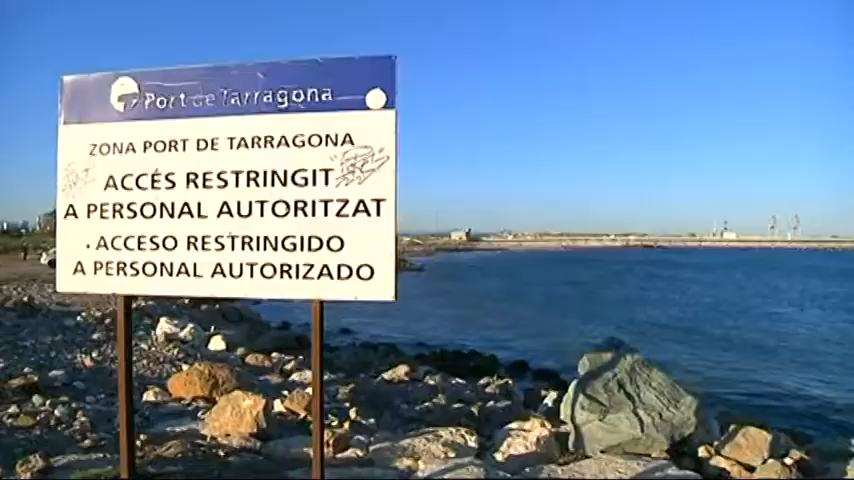 Port de Tarragona
ZONA PORT DE TARRAGONA
ACCÉS RESTRINGIT
A PERSONAL AUTORITZAT
ACCESO RESTRINGIDO
A PERSONAL AUTORIZADO